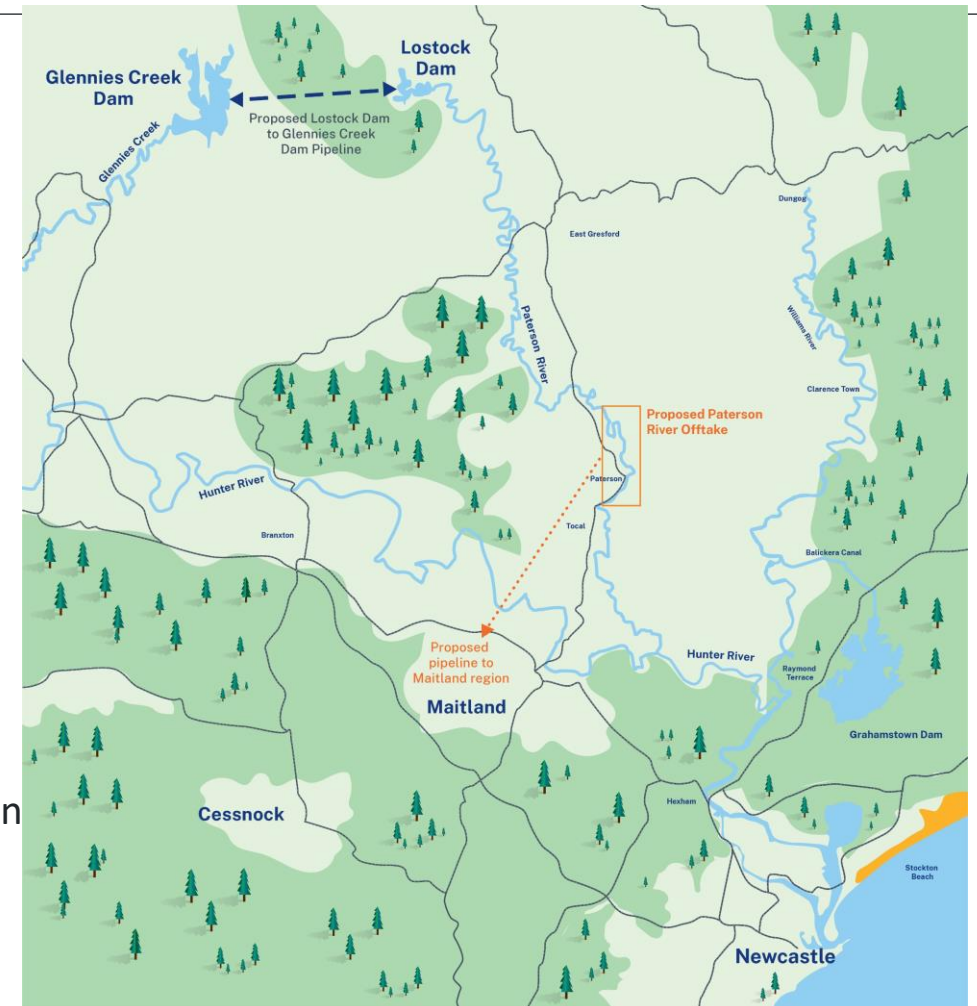 Glennies Creek
Dam
Lostock
Dam
Proposed Lostock Dam
to Glennies Creek
Dam Pipeline
Glennies Creek
Dungog
East Gresford
Paterson River
Williams River
Clarence Town
Proposed Paterson
River Offtake
Paterson
Hunter River
Tocal
Branxton
Balickera Canal
Proposed
pipeline to
Maitland region
Hunter River
Raymond
Terrace
Maitland
Grahamstown Dam
n
Cessnock
Hexham
Stockton
Beach
Newcastle